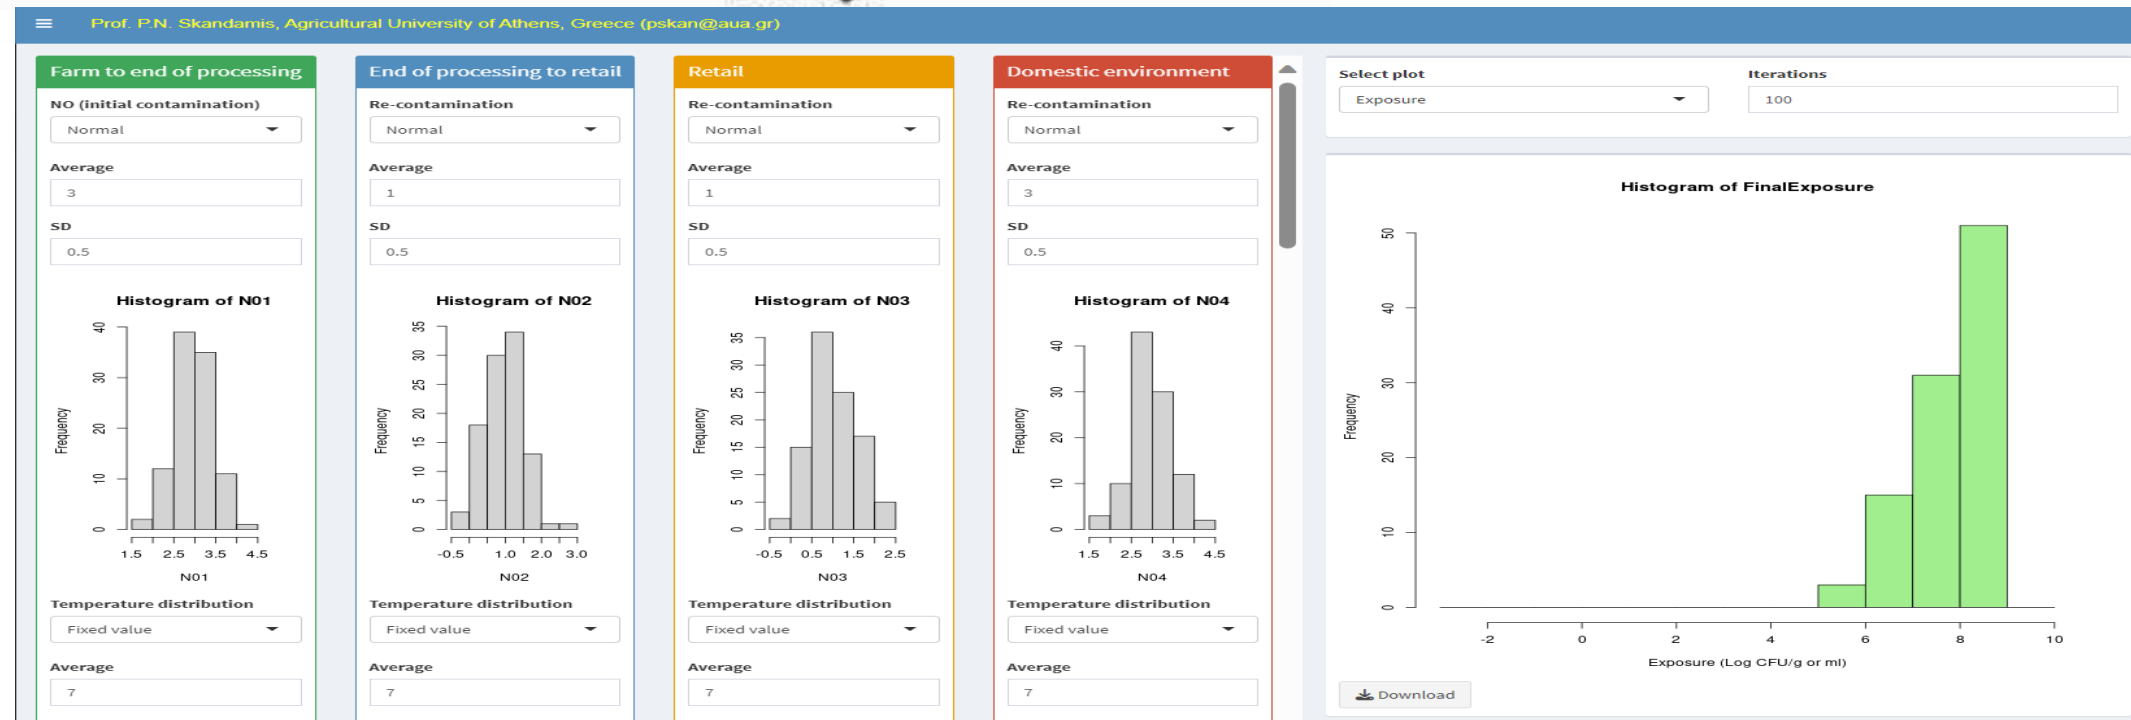 Prof. P.N. Skandamis, Agricultural University of Athens, Greece (pskan@aua.gr)
Farm to end of processing
NO (initial contamination)
Normal
Average
3
SD
0.5
Histogram of N01
Frequency
0 10 20 30 40
1.5 2.5 3.5 4.5
N01
Temperature distribution
Fixed value
Average
7
End of processing to retail
Re-contamination
Normal
Average
1
SD
0.5
Histogram of N02
Frequency
0 5 10 15 20 25 30 35
-0.5 1.0 2.0 3.0
N02
Temperature distribution
Fixed value
Average
7
Retail
Re-contamination
Normal
Average
1
SD
0.5
Histogram of N03
Frequency
0 5 10 15 20 25 30 35
-0.5 0.5 1.5 2.5
N03
Temperature distribution
Fixed value
Average
7
Domestic environment
Re-contamination
Normal
Average
3
SD
0.5
Histogram of N04
Frequency
0 10 20 30 40
1.5 2.5 3.5 4.5
N04
Temperature distribution
Fixed value
Average
7
Select plot
Exposure
Iterations
100
Histogram of FinalExposure
Frequency
0 10 20 30 40 50
-2 0 2 4 6 8 10
Exposure (Log CFU/g or ml)
Download